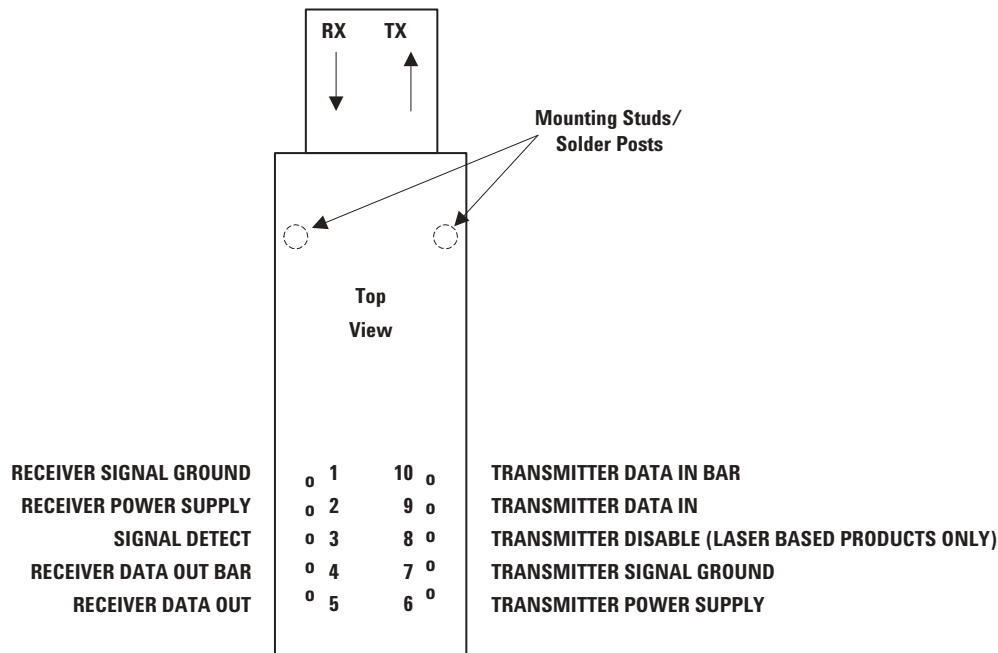 RX TX
Mounting Studs/
Solder Posts
Top
View
RECEIVER SIGNAL GROUND o 1 10 o TRANSMITTER DATA IN BAR
RECEIVER POWER SUPPLY o 2 9 o TRANSMITTER DATA IN
SIGNAL DETECT o 3 8 o TRANSMITTER DISABLE (LASER BASED PRODUCTS ONLY)
RECEIVER DATA OUT BAR o 4 7 o TRANSMITTER SIGNAL GROUND
RECEIVER DATA OUT o 5 6 o TRANSMITTER POWER SUPPLY